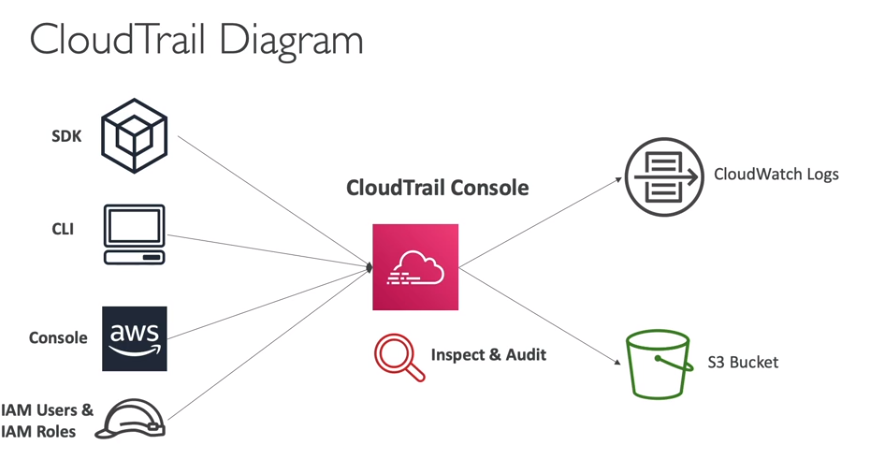 CloudTrail Diagram
SDK
CLI
Console
aws
IAM Users &
IAM Roles
CloudTrail Console
Inspect & Audit
CloudWatch Logs
S3 Bucket